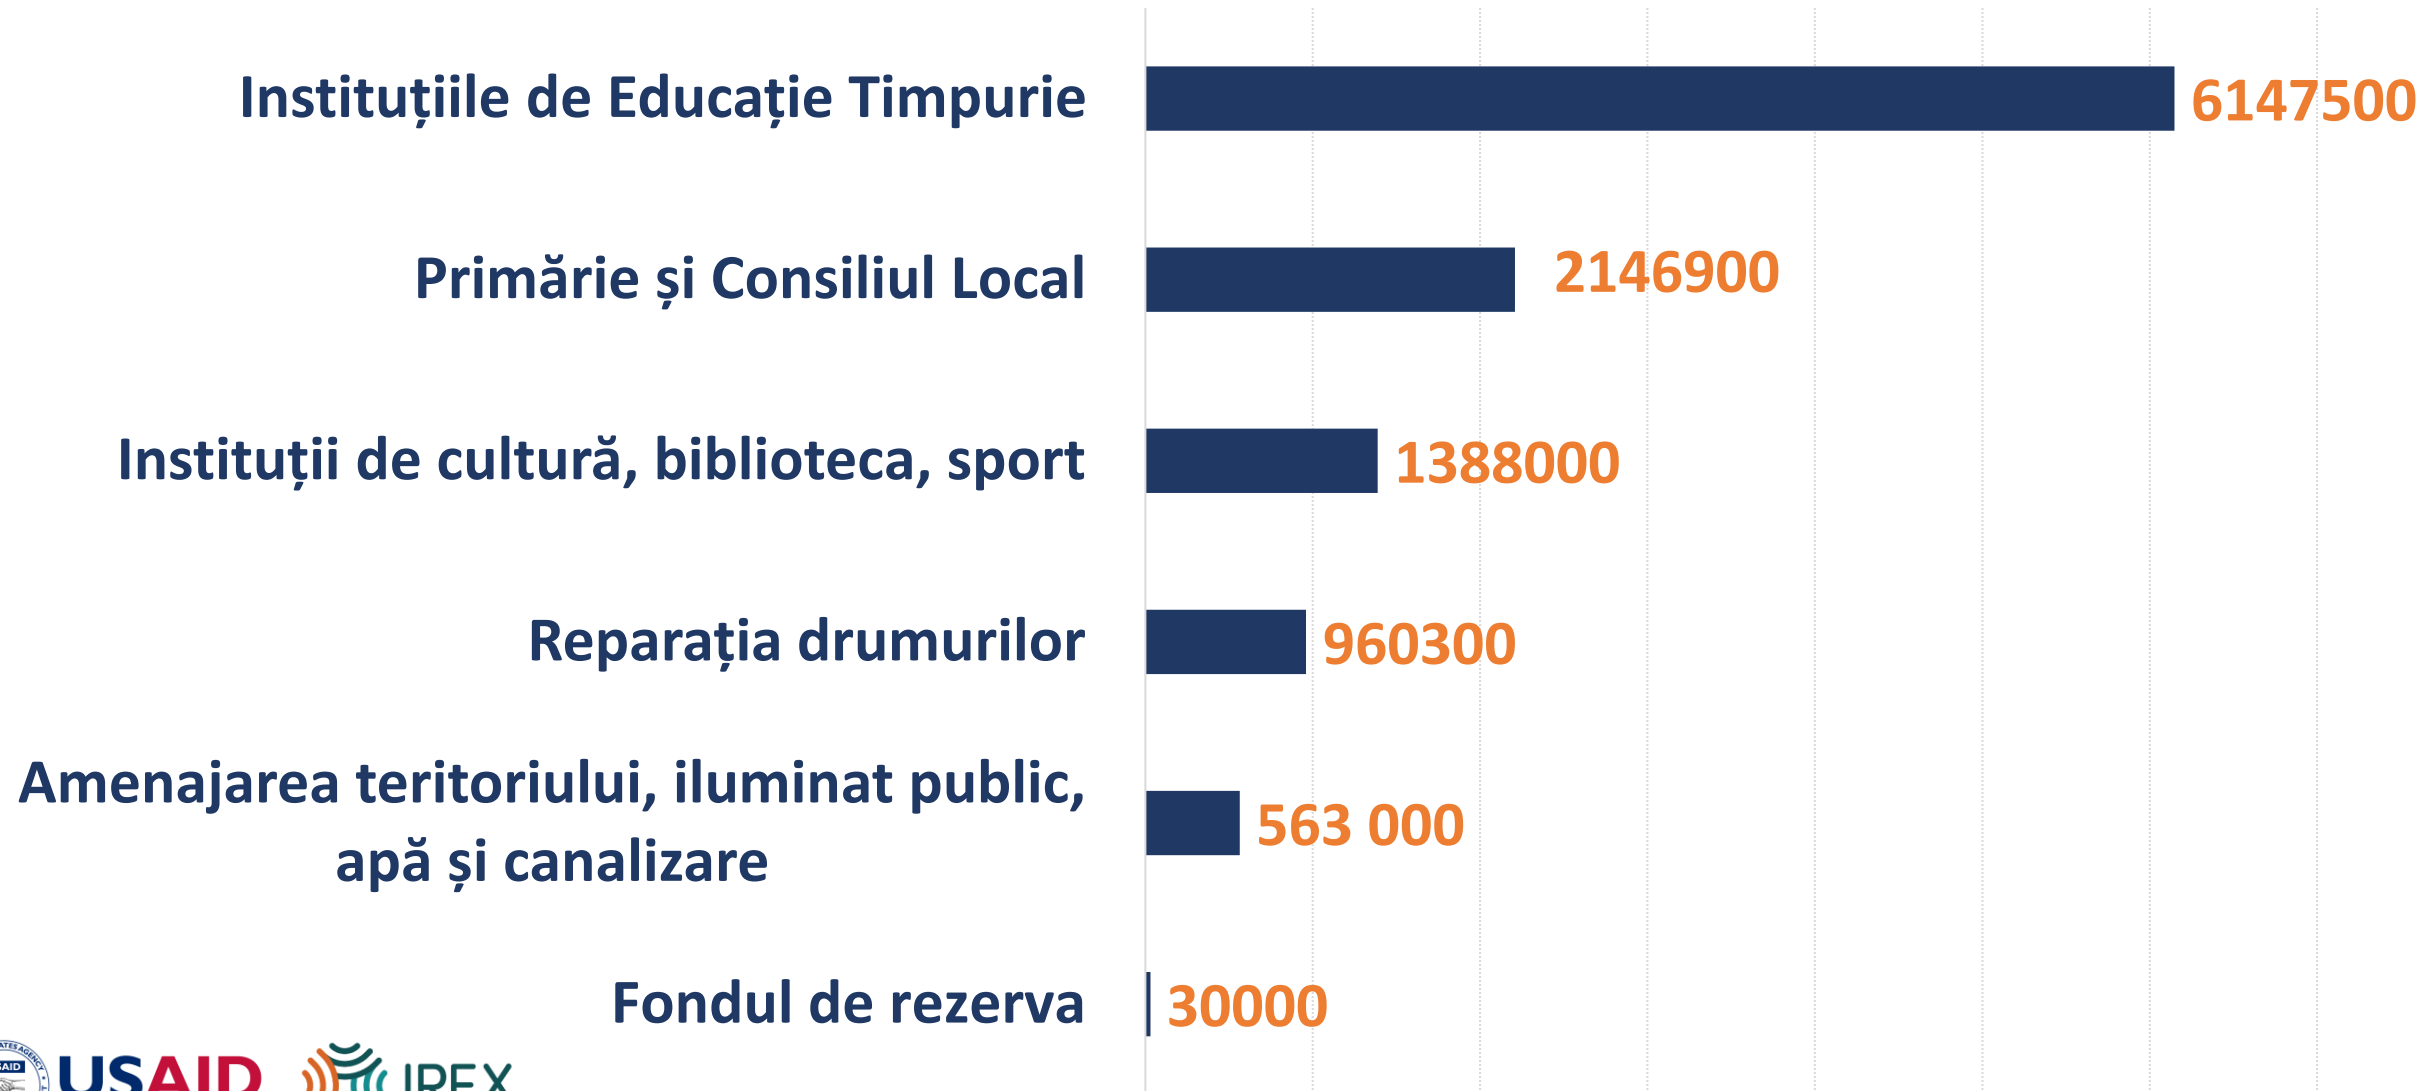 Instituțiile de Educație Timpurie 6147500
Primărie și Consiliul Local 2146900
Instituții de cultură, biblioteca, sport 1388000
Reparația drumurilor 960300
Amenajarea teritoriului, iluminat public,
apă și canalizare 563 000
Fondul de rezerva 30000
USAID IREX